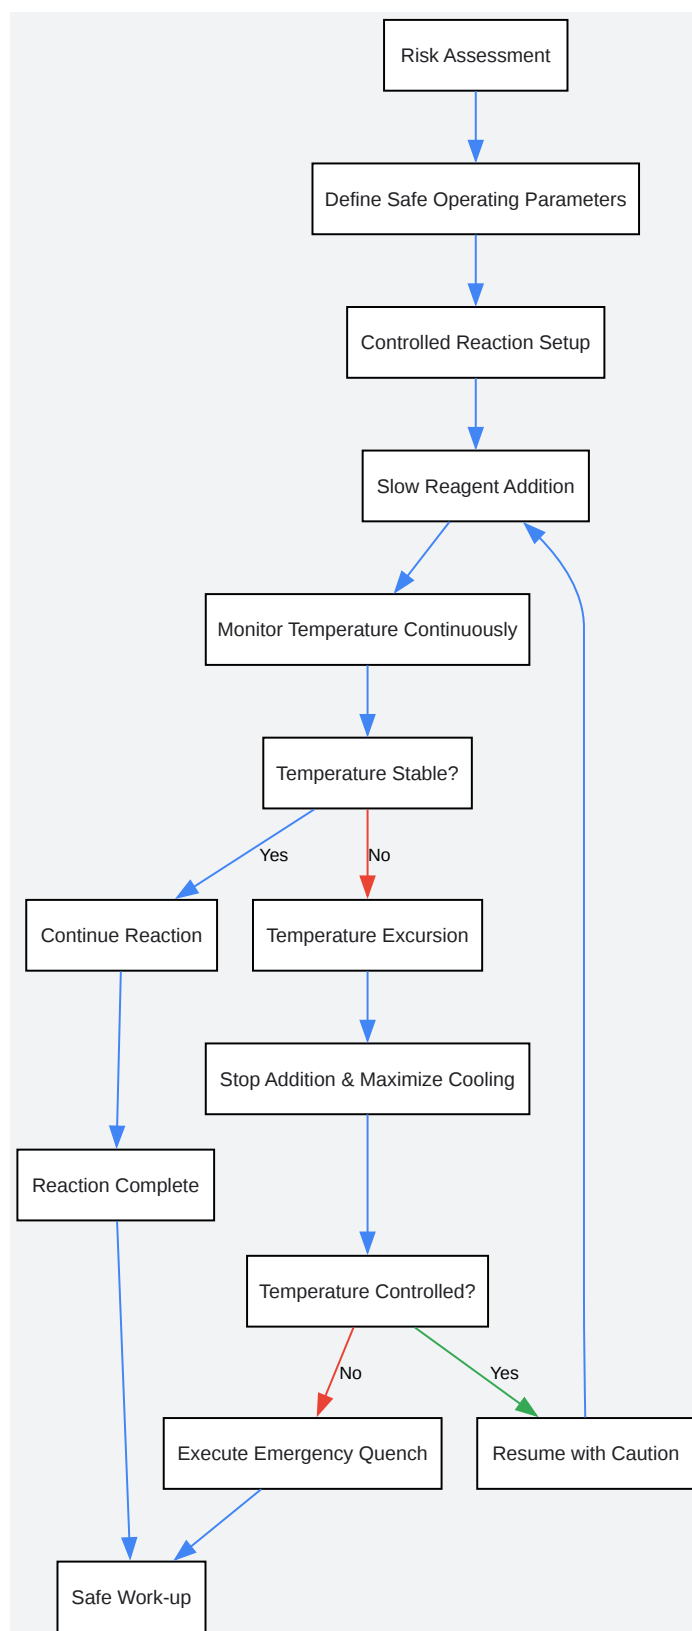 Risk Assessment
Define Safe Operating Parameters
Controlled Reaction Setup
Slow Reagent Addition
Monitor Temperature Continuously
Temperature Stable?
Yes
No
Continue Reaction
Temperature Excursion
Stop Addition & Maximize Cooling
Reaction Complete
Temperature Controlled?
No
Yes
Execute Emergency Quench
Resume with Caution
Safe Work-up